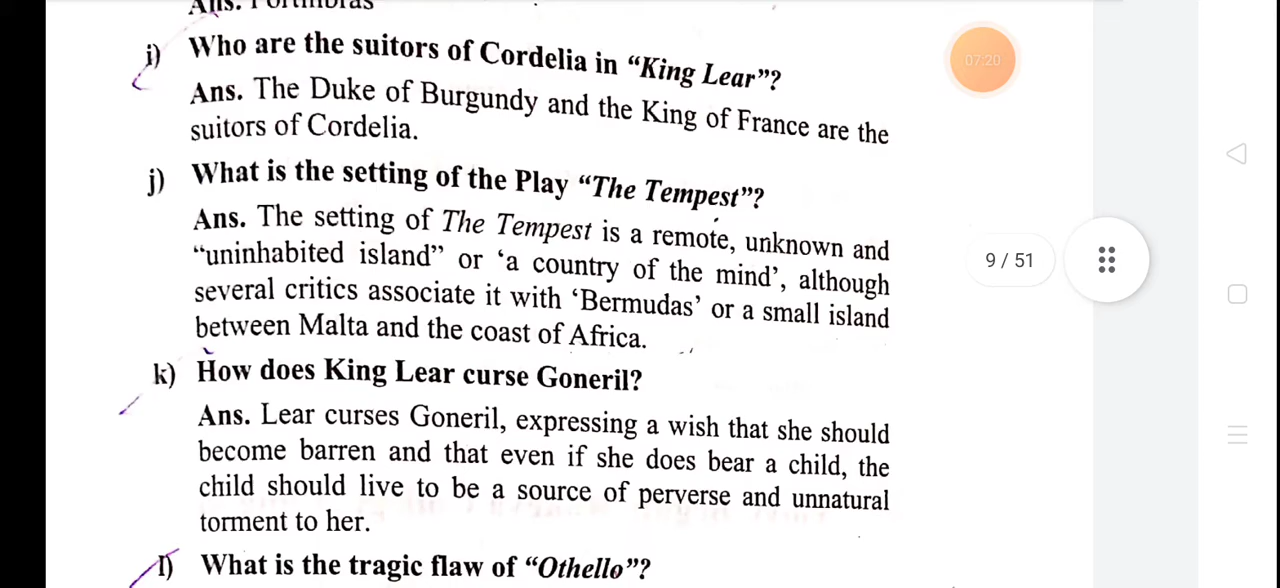 Ans. Fortinbras
i) Who are the suitors of Cordelia in “King Lear”?
Ans. The Duke of Burgundy and the King of France are the
suitors of Cordelia.
j) What is the setting of the Play “The Tempest”?
Ans. The setting of The Tempest is a remote, unknown and
“uninhabited island” or ‘a country of the mind’, although
several critics associate it with ‘Bermudas’ or a small island
between Malta and the coast of Africa.
k) How does King Lear curse Goneril?
Ans. Lear curses Goneril, expressing a wish that she should
become barren and that even if she does bear a child, the
child should live to be a source of perverse and unnatural
torment to her.
l) What is the tragic flaw of “Othello”?
07:20
9 / 51